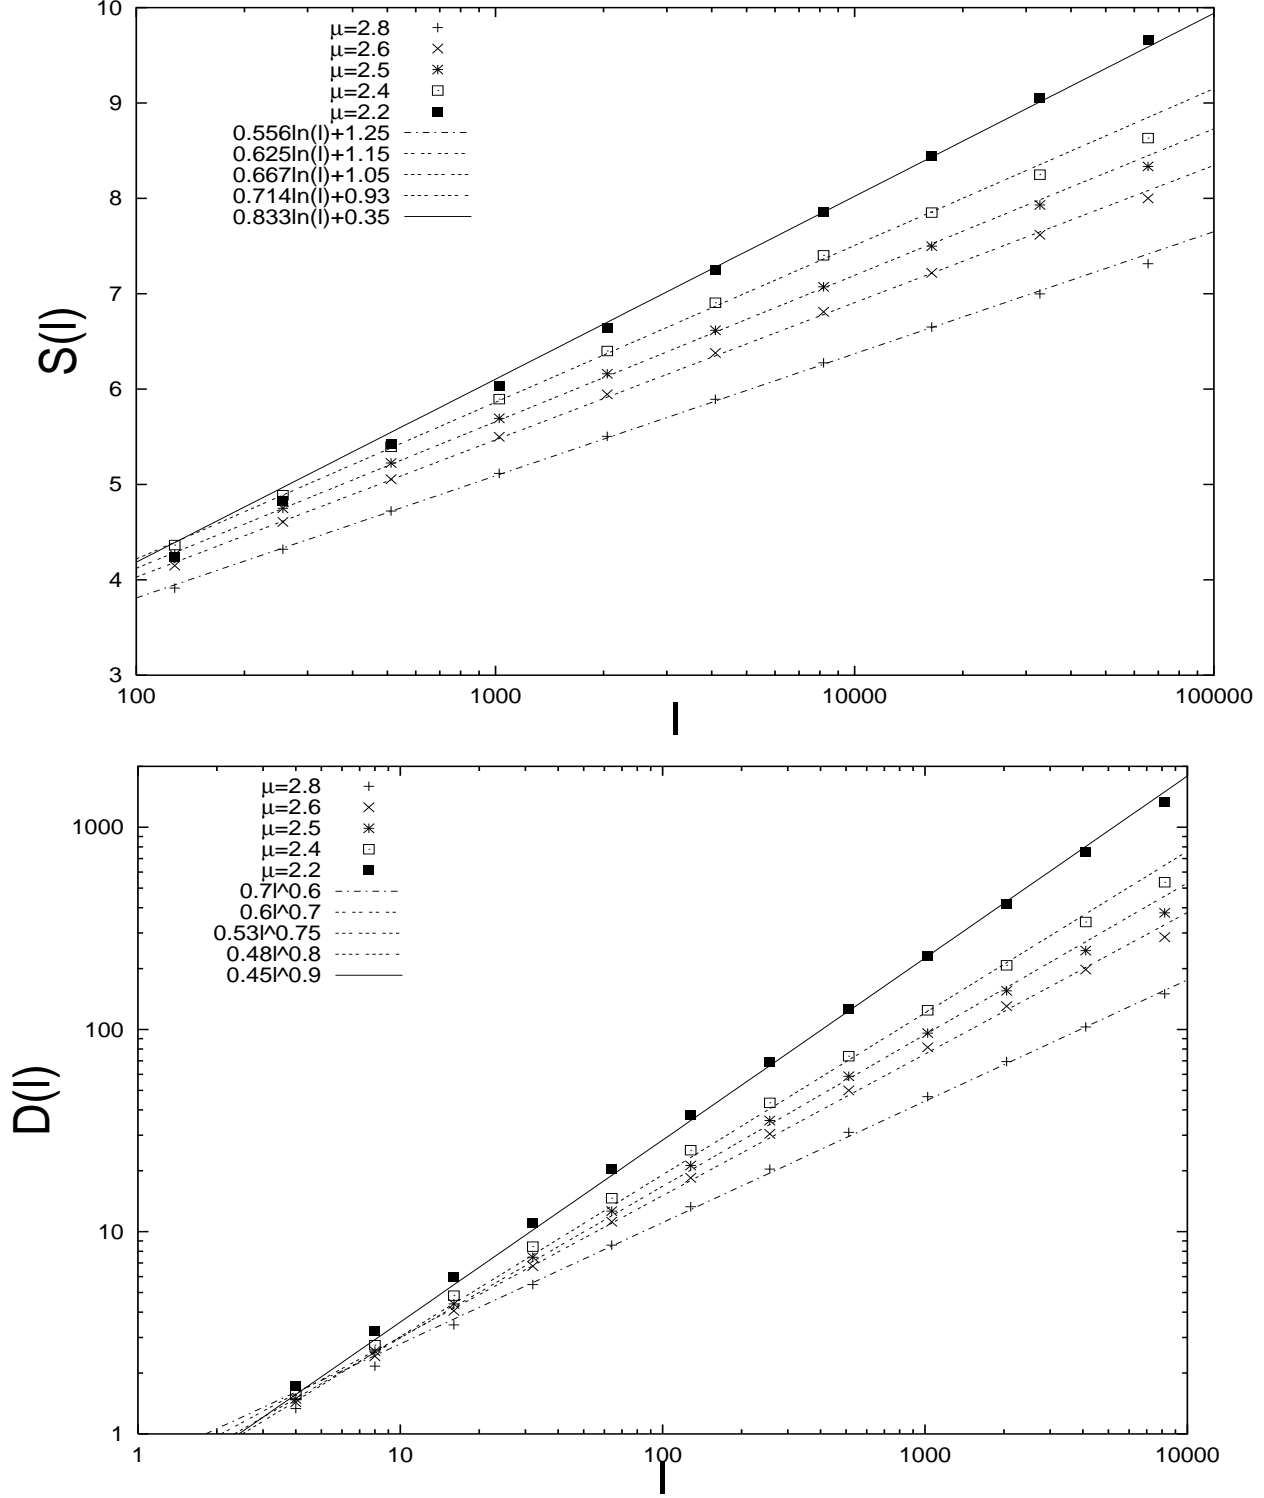 10
9
8
7
6
5
4
3
S(l)
μ=2.8
μ=2.6
μ=2.5
μ=2.4
μ=2.2
0.556ln(l)+1.25
0.625ln(l)+1.15
0.667ln(l)+1.05
0.714ln(l)+0.93
0.833ln(l)+0.35
100 1000 10000 100000
l
1000
100
10
1
D(l)
μ=2.8
μ=2.6
μ=2.5
μ=2.4
μ=2.2
0.7l^0.6
0.6l^0.7
0.53l^0.75
0.48l^0.8
0.45l^0.9
1 10 100 1000 10000
l